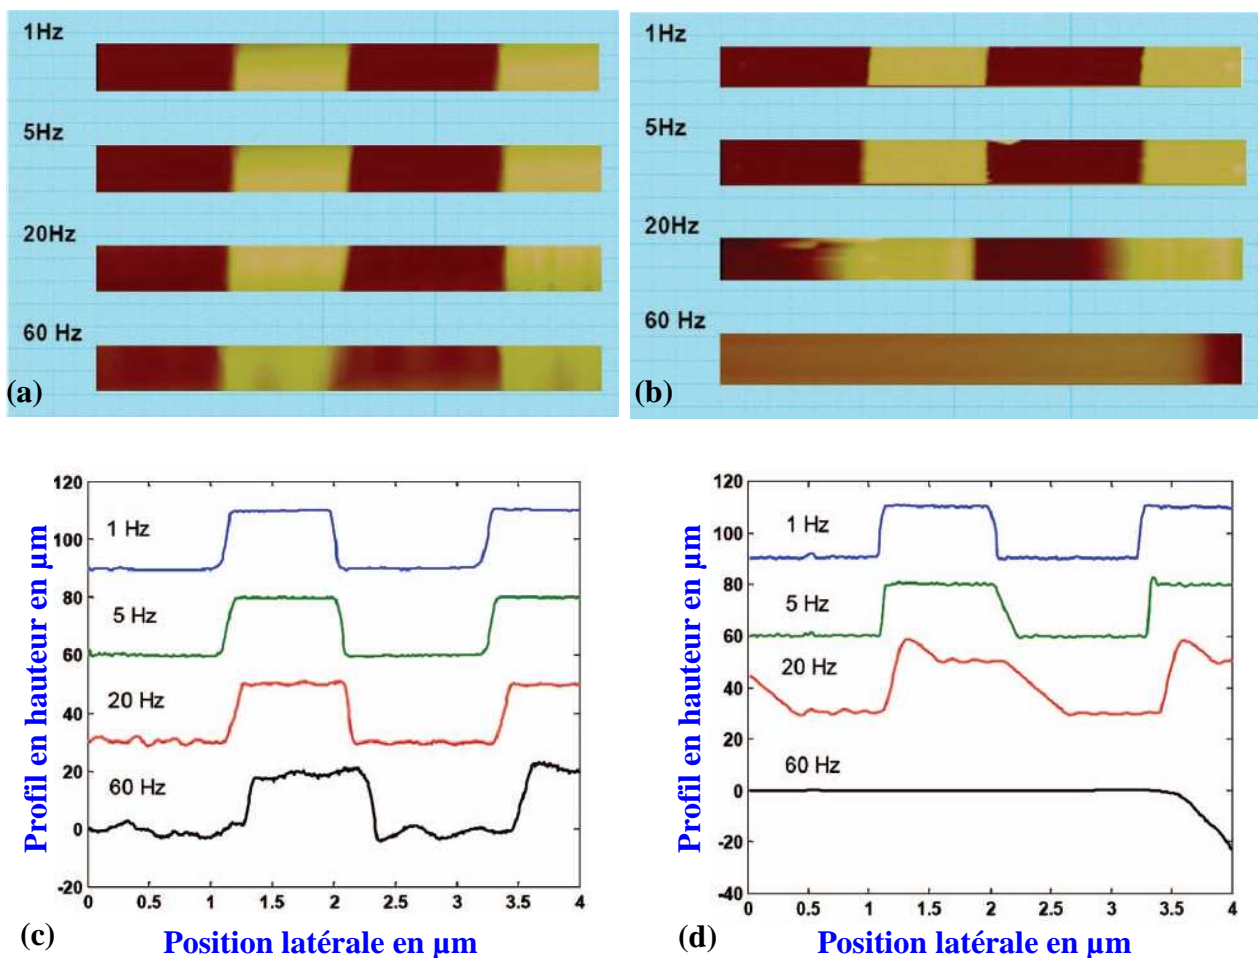 1Hz
5Hz
20Hz
60 Hz
(a)
1Hz
5Hz
20Hz
60 Hz
(b)
Profil en hauteur en µm
120
100
80
60
40
20
0
-20
1 Hz
5 Hz
20 Hz
60 Hz
0 0.5 1 1.5 2 2.5 3 3.5 4
(c)
Position latérale en µm
Profil en hauteur en µm
120
100
80
60
40
20
0
-20
-40
1 Hz
5 Hz
20 Hz
60 Hz
0 0.5 1 1.5 2 2.5 3 3.5 4
(d)
Position latérale en µm